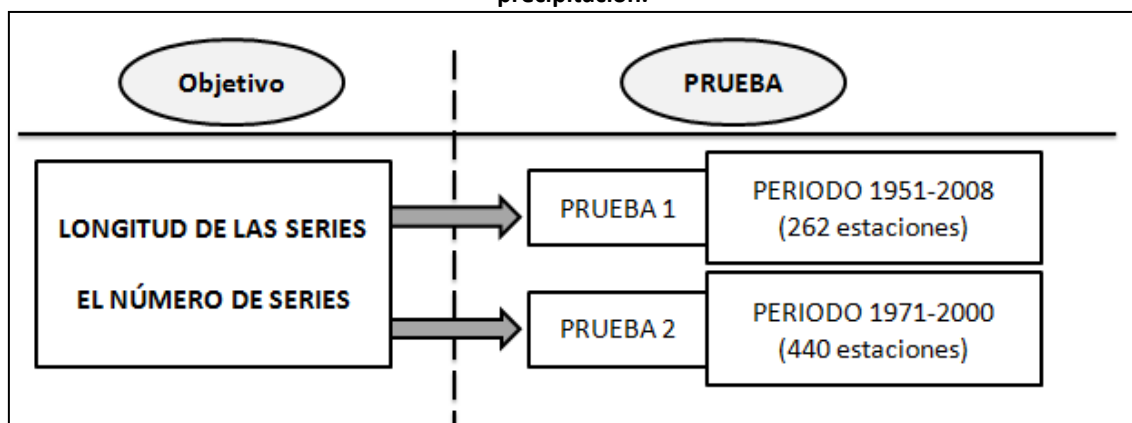 precipitación.
Objetivo
PRUEBA
LONGITUD DE LAS SERIES
EL NÚMERO DE SERIES
PRUEBA 1
PERIODO 1951-2008
(262 estaciones)
PRUEBA 2
PERIODO 1971-2000
(440 estaciones)